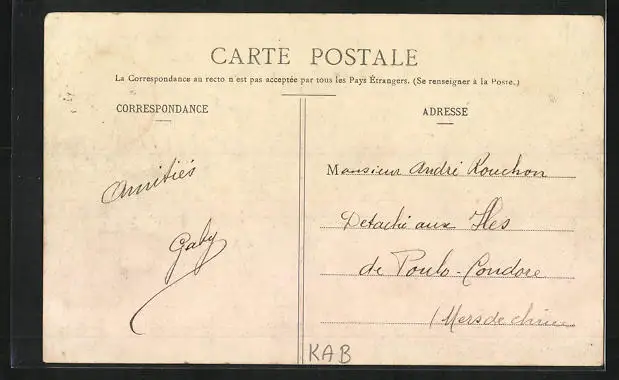 CARTE POSTALE
La Correspondance au recto n'est pas acceptée par tous les Pays Étrangers. (Se renseigner à la Poste.)
CORRESPONDANCE
Amitiés
Gaby
ADRESSE
Monsieur André Rouchon
Detaché aux Iles
de Poulo-Condore
(Mers de chine
KAB